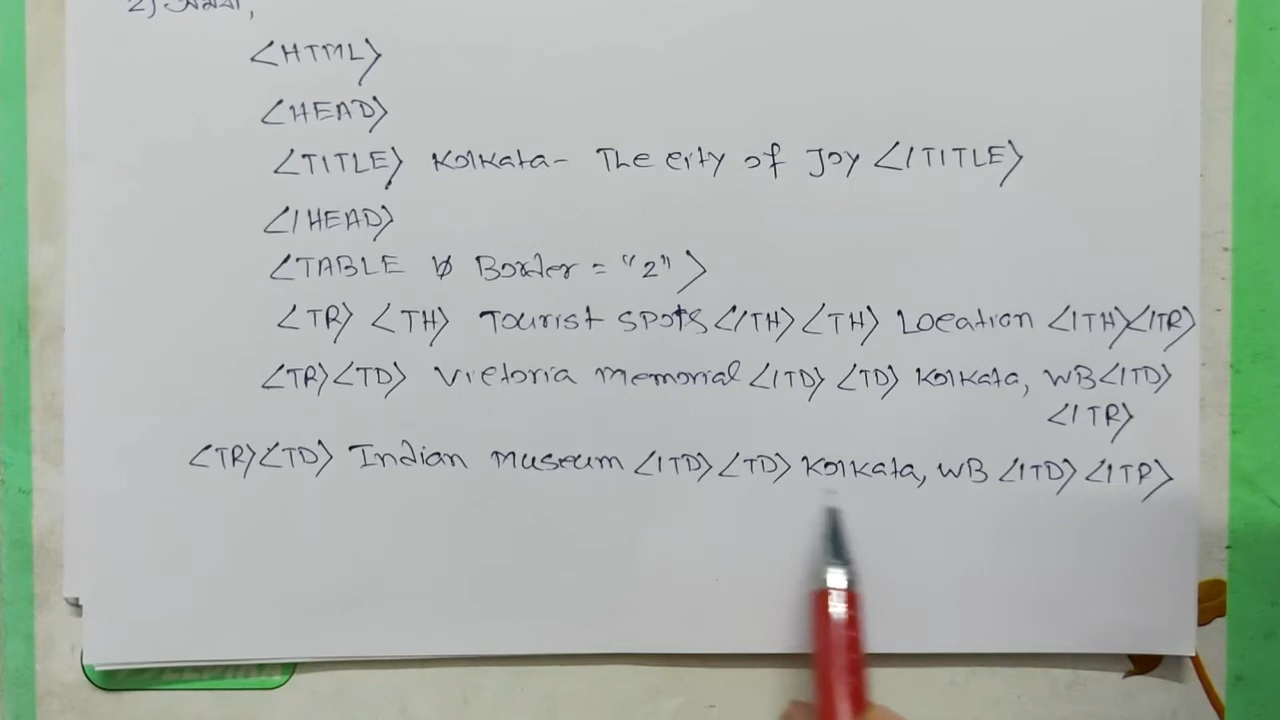 2) অথবা,
<HTML>
<HEAD>
<TITLE> Kolkata- The city of Joy </TITLE>
</HEAD>
<TABLE Border = "2">
<TR> <TH> Tourist spots </TH> <TH> Location </TH></TR>
<TR><TD> Victoria memorial </TD> <TD> Kolkata, WB </TD>
</TR>
<TR><TD> Indian museum </TD><TD> Kolkata, WB </TD></TR>